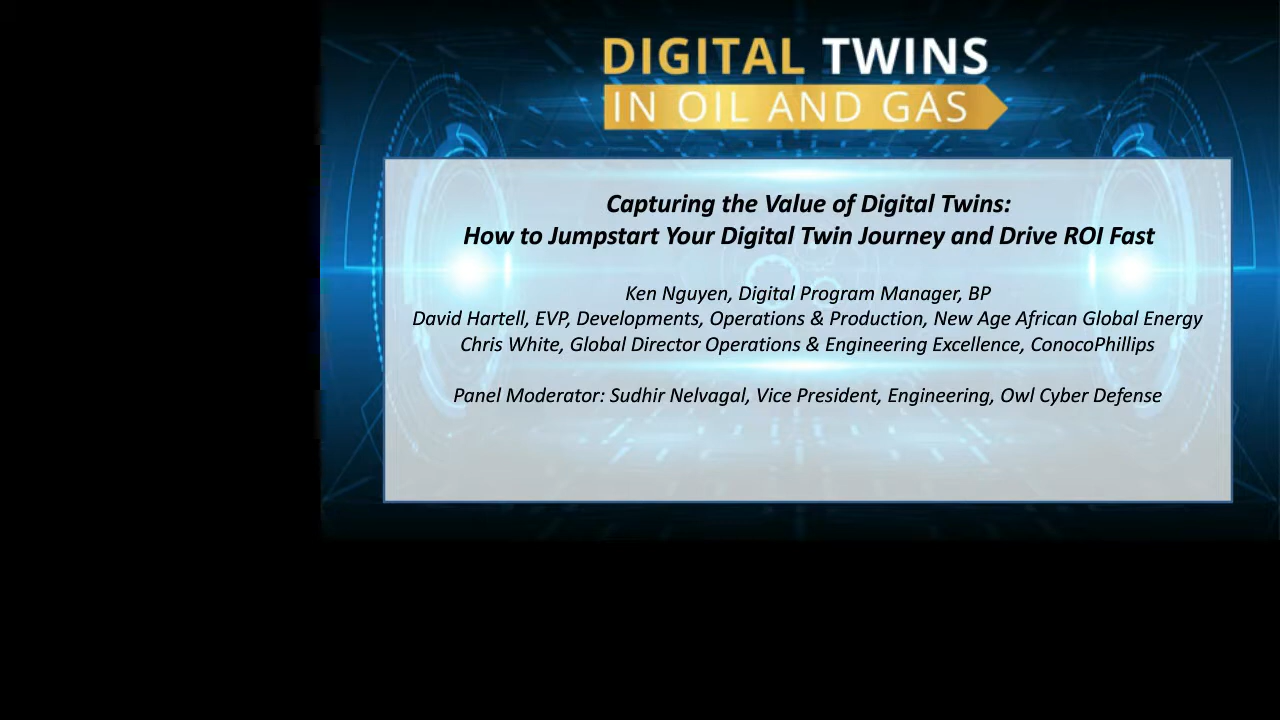 DIGITAL TWINS
IN OIL AND GAS
Capturing the Value of Digital Twins:
How to Jumpstart Your Digital Twin Journey and Drive ROI Fast
Ken Nguyen, Digital Program Manager, BP
David Hartell, EVP, Developments, Operations & Production, New Age African Global Energy
Chris White, Global Director Operations & Engineering Excellence, ConocoPhillips
Panel Moderator: Sudhir Nelvagal, Vice President, Engineering, Owl Cyber Defense